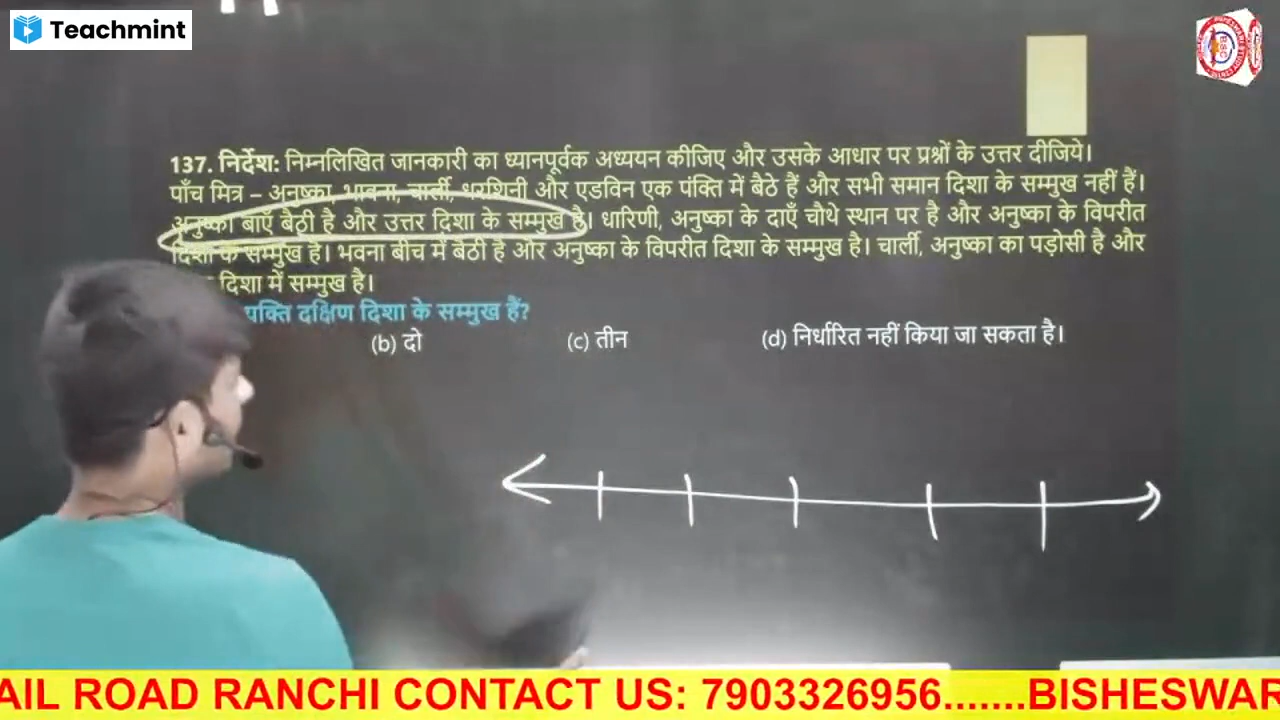 Teachmint
137. निर्देश: निम्नलिखित जानकारी का ध्यानपूर्वक अध्ययन कीजिए और उसके आधार पर प्रश्नों के उत्तर दीजिये।
पाँच मित्र – अनुष्का, भावना, चार्ली, धरशिनी और एडविन एक पंक्ति में बैठे हैं और सभी समान दिशा के सम्मुख नहीं हैं।
अनुष्का बाएँ बैठी है और उत्तर दिशा के सम्मुख है। धारिणी, अनुष्का के दाएँ चौथे स्थान पर है और अनुष्का के विपरीत
दिशा के सम्मुख है। भवना बीच में बैठी है और अनुष्का के विपरीत दिशा के सम्मुख है। चार्ली, अनुष्का का पड़ोसी है और
दिशा में सम्मुख है।
दक्षिण दिशा के सम्मुख हैं?
(b) दो (c) तीन (d) निर्धारित नहीं किया जा सकता है।
AIL ROAD RANCHI CONTACT US: 7903326956.......BISHESWAR